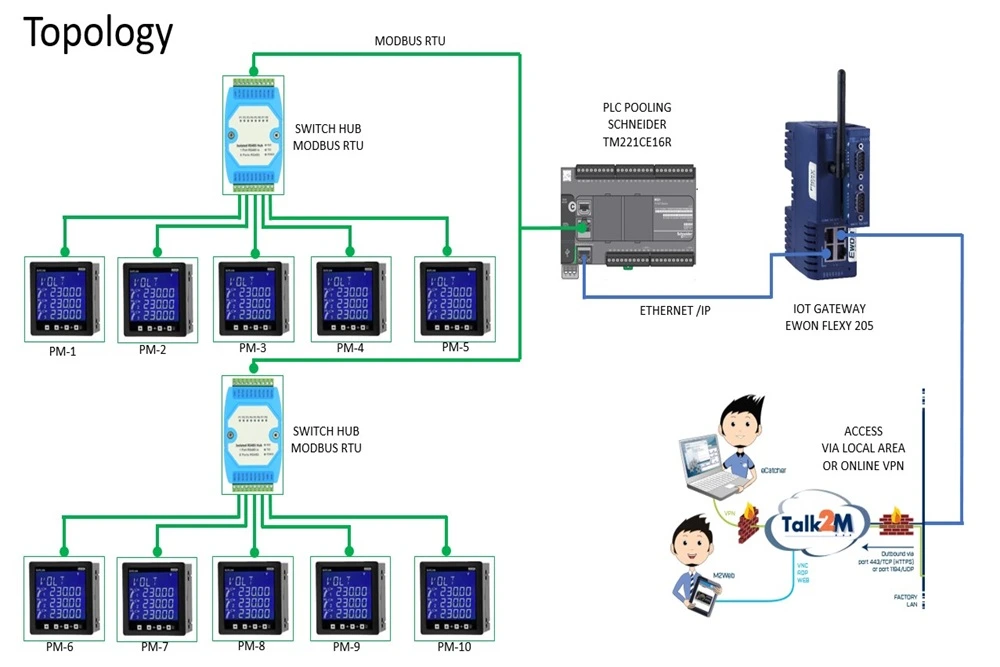 Topology
MODBUS RTU
SWITCH HUB
MODBUS RTU
PLC POOLING
SCHNEIDER
TM221CE16R
PM-1
PM-2
PM-3
PM-4
PM-5
ETHERNET /IP
IOT GATEWAY
EWON FLEXY 205
SWITCH HUB
MODBUS RTU
ACCESS
VIA LOCAL AREA
OR ONLINE VPN
eCatcher
VPN
Talk2M
M2Web
VNC
RDP
WEB
Outbound via
port 443/TCP (HTTPS)
or port 1194/UDP
FACTORY
LAN
PM-6
PM-7
PM-8
PM-9
PM-10